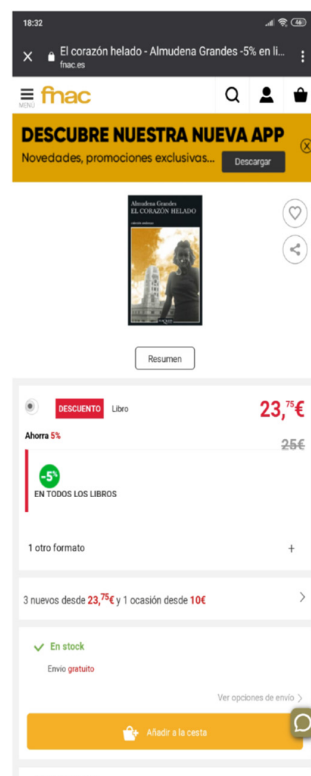 18:32
46
El corazón helado - Almudena Grandes -5% en li...
fnac.es
MENU
fnac
DESCUBRE NUESTRA NUEVA APP
Novedades, promociones exclusivas...
Descargar
Almudena Grandes
EL CORAZÓN HELADO
Resumen
DESCUENTO Libro 23,75€
Ahorra 5% 25€
-5%
EN TODOS LOS LIBROS
1 otro formato +
3 nuevos desde 23,75€ y 1 ocasión desde 10€
En stock
Envío gratuito
Ver opciones de envío
Añadir a la cesta